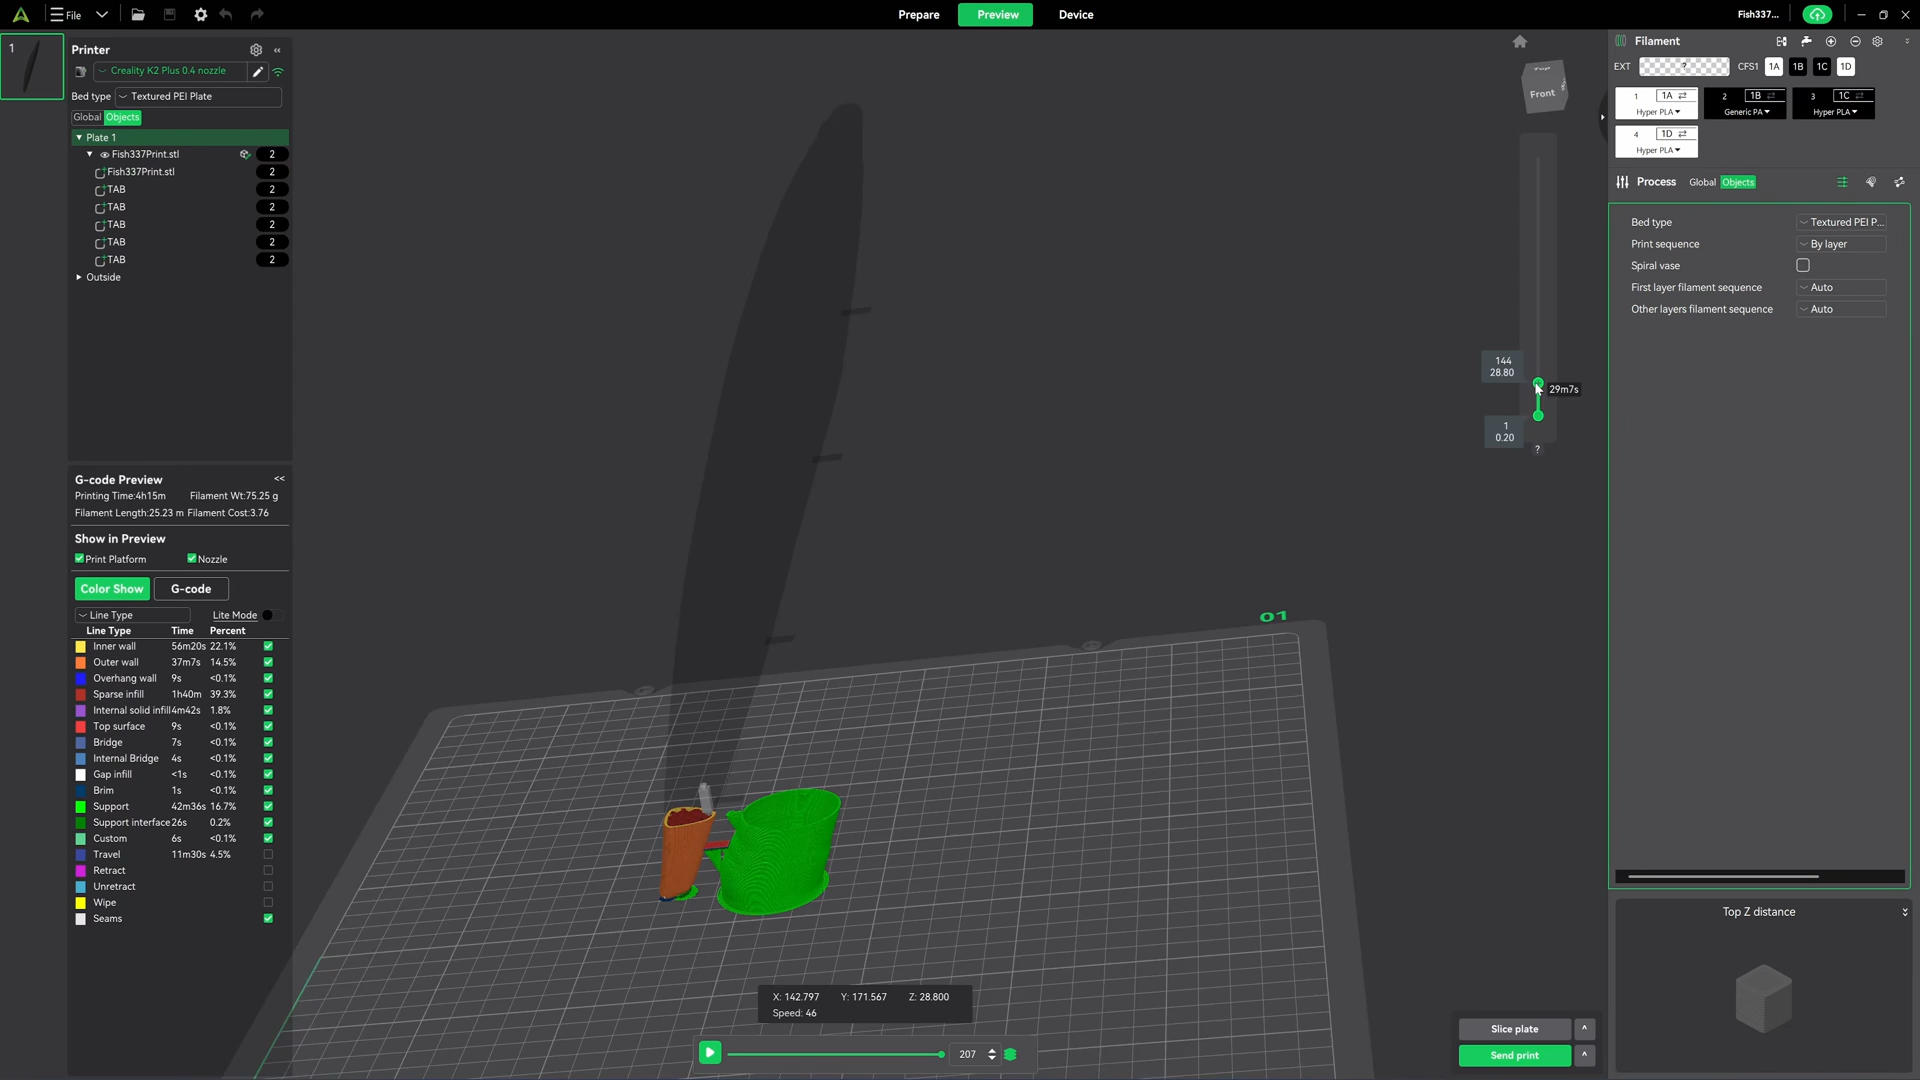 File
Prepare
Preview
Device
Fish337...
1
Printer
Creality K2 Plus 0.4 nozzle
Bed type
Textured PEI Plate
Global Objects
Plate 1
Fish337Print.stl 2
Fish337Print.stl 2
TAB 2
TAB 2
TAB 2
TAB 2
TAB 2
Outside
G-code Preview <<
Printing Time:4h15m Filament Wt:75.25 g
Filament Length:25.23 m Filament Cost:3.76
Show in Preview
Print Platform Nozzle
Color Show G-code
Line Type Lite Mode
Line Type Time Percent
Inner wall 56m20s 22.1%
Outer wall 37m7s 14.5%
Overhang wall 9s <0.1%
Sparse infill 1h40m 39.3%
Internal solid infill 4m42s 1.8%
Top surface 9s <0.1%
Bridge 7s <0.1%
Internal Bridge 4s <0.1%
Gap infill <1s <0.1%
Brim 1s <0.1%
Support 42m36s 16.7%
Support interface 26s 0.2%
Custom 6s <0.1%
Travel 11m30s 4.5%
Retract
Unretract
Wipe
Seams
Top
Front
144
28.80
29m7s
1
0.20
?
01
X: 142.797 Y: 171.567 Z: 28.800
Speed: 46
207
Slice plate
Send print
Filament
EXT ? CFS1 1A 1B 1C 1D
1 1A
Hyper PLA
2 1B
Generic PA
3 1C
Hyper PLA
4 1D
Hyper PLA
Process Global Objects
Bed type Textured PEI P...
Print sequence By layer
Spiral vase
First layer filament sequence Auto
Other layers filament sequence Auto
Top Z distance